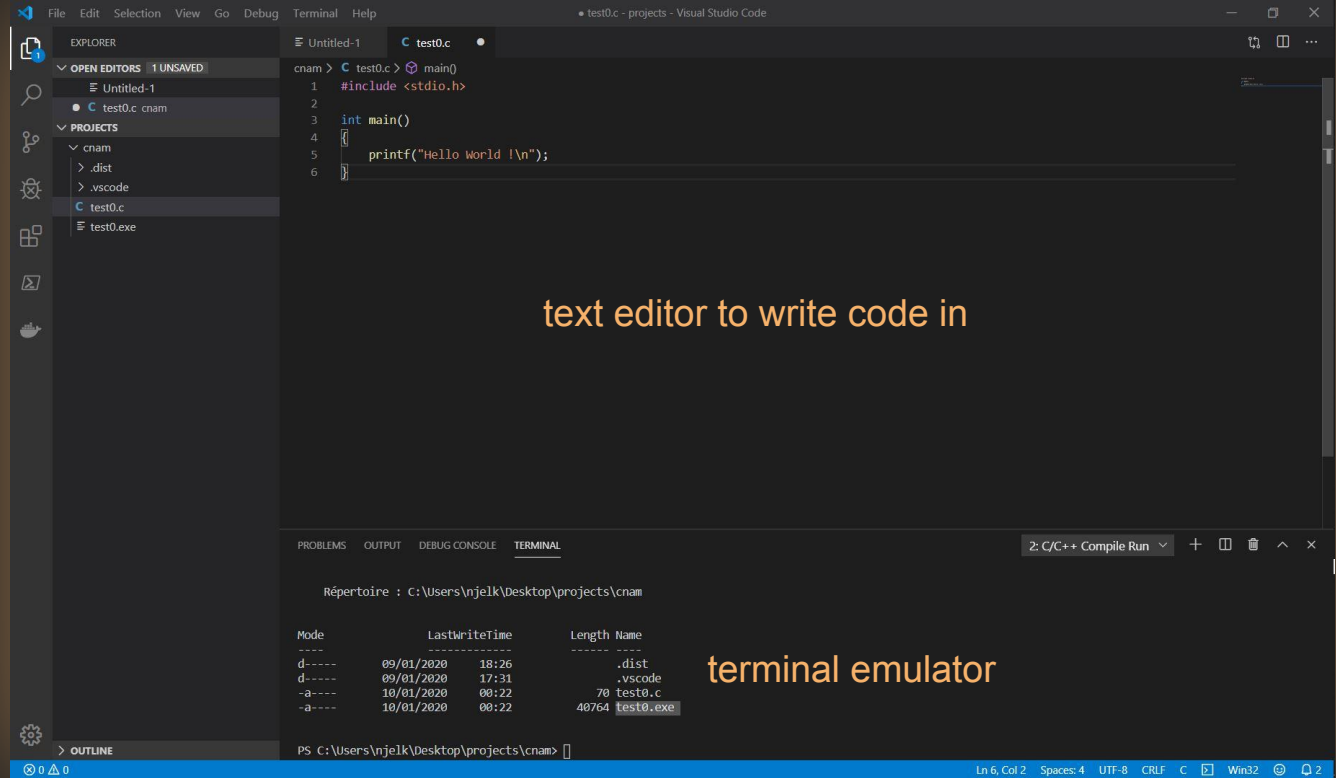 File Edit Selection View Go Debug Terminal Help ● test0.c - projects - Visual Studio Code
EXPLORER
OPEN EDITORS 1 UNSAVED
Untitled-1
C test0.c cnam
PROJECTS
cnam
> .dist
> .vscode
C test0.c
test0.exe
> OUTLINE
Untitled-1 C test0.c ●
cnam > C test0.c > main()
1 #include <stdio.h>
2
3 int main()
4 {
5 printf("Hello World !\n");
6 }
text editor to write code in
PROBLEMS OUTPUT DEBUG CONSOLE TERMINAL 2: C/C++ Compile Run
Répertoire : C:\Users\njelk\Desktop\projects\cnam
Mode LastWriteTime Length Name
---- ------------- ------ ----
d----- 09/01/2020 18:26 .dist
d----- 09/01/2020 17:31 .vscode
-a---- 10/01/2020 00:22 70 test0.c
-a---- 10/01/2020 00:22 40764 test0.exe
terminal emulator
PS C:\Users\njelk\Desktop\projects\cnam>
0 0 Ln 6, Col 2 Spaces: 4 UTF-8 CRLF C Win32 2
1